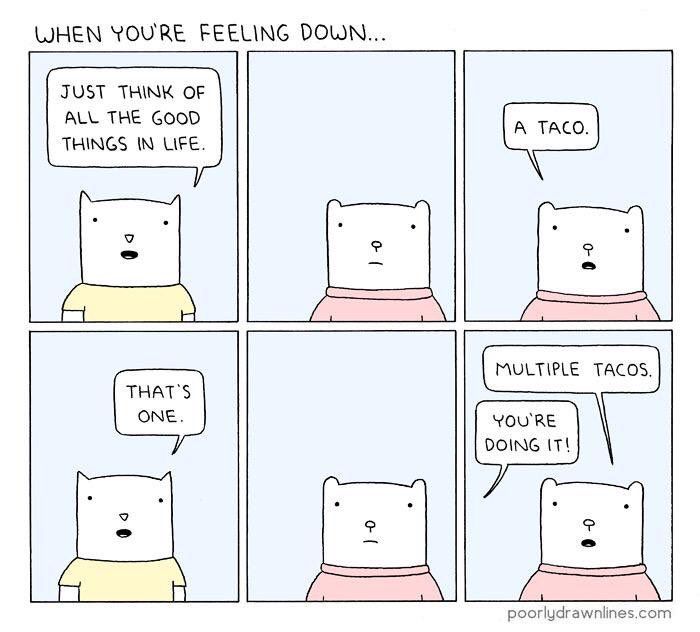 WHEN YOU'RE FEELING DOWN...
JUST THINK OF
ALL THE GOOD
THINGS IN LIFE.
A TACO.
THAT'S
ONE.
MULTIPLE TACOS.
YOU'RE
DOING IT!
poorlydrawnlines.com